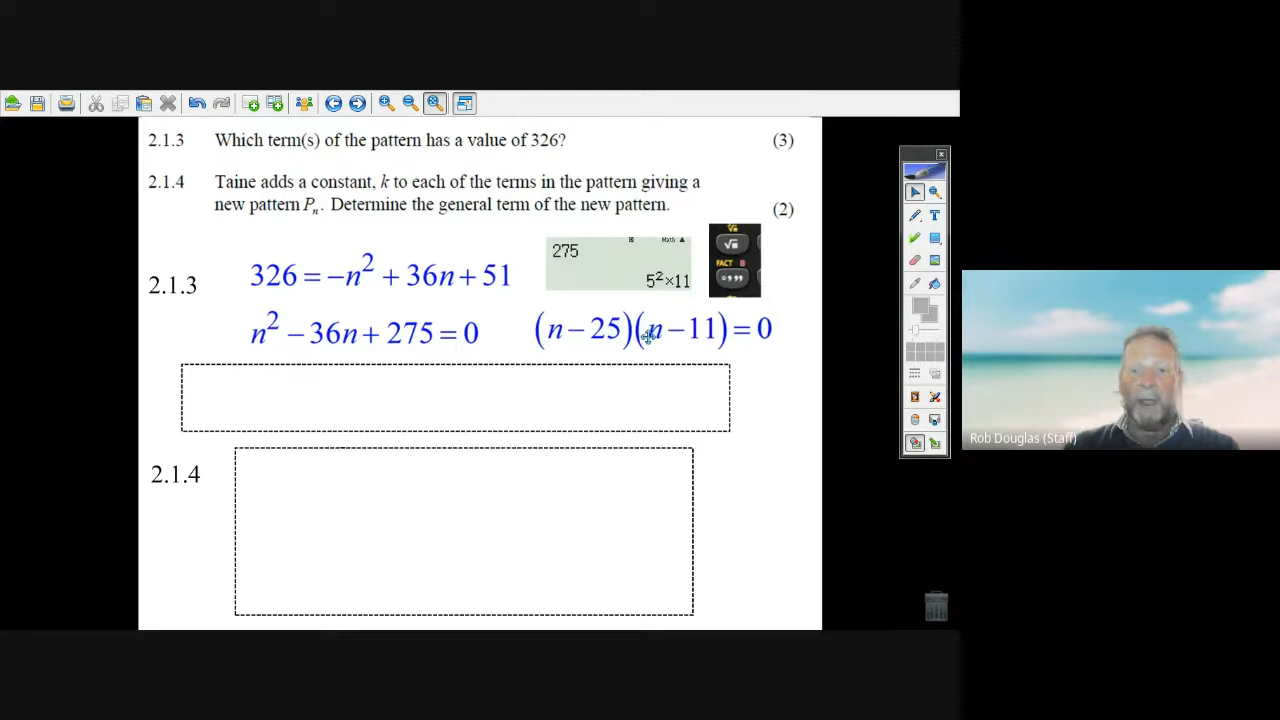 2.1.3 Which term(s) of the pattern has a value of 326? (3)
2.1.4 Taine adds a constant, k to each of the terms in the pattern giving a
new pattern Pₙ. Determine the general term of the new pattern. (2)
Math ▲
275
5²×11
√▫
FACT B
2.1.3 326 = −n² + 36n + 51
n² − 36n + 275 = 0 (n − 25)(n − 11) = 0
2.1.4
Rob Douglas (Staff)